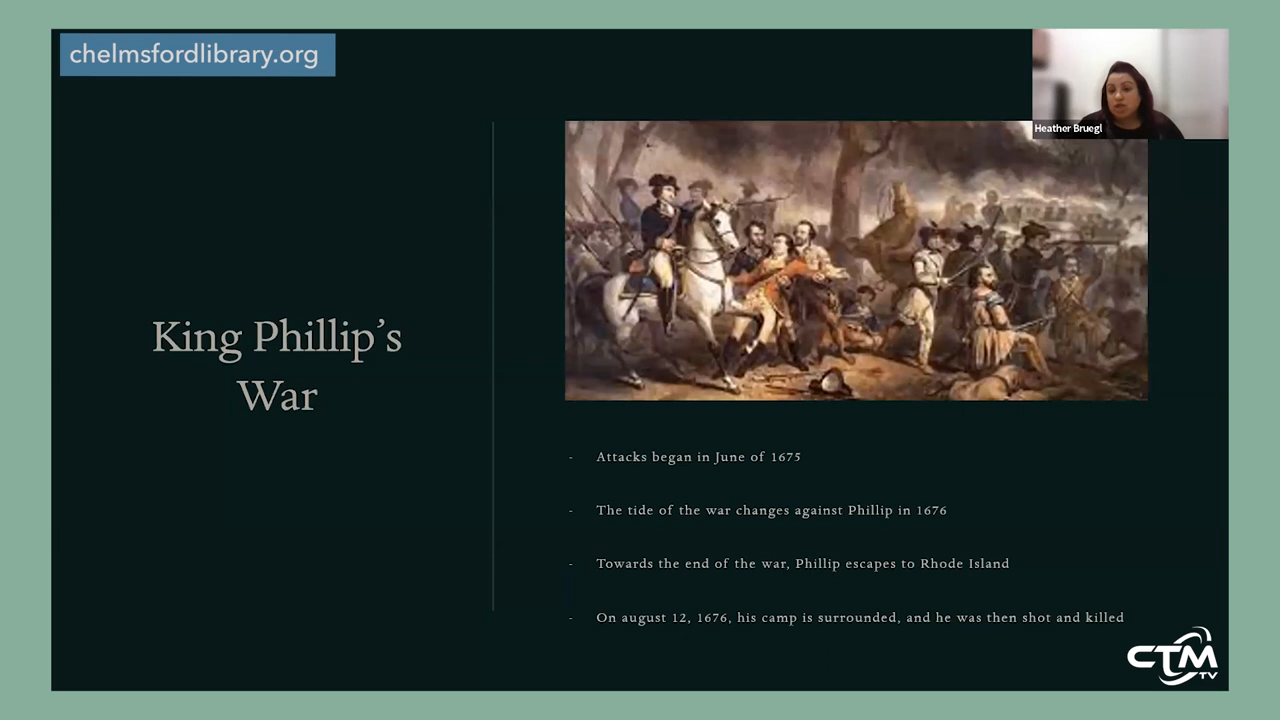 chelmsfordlibrary.org
Heather Bruegl
King Phillip’s
War
- Attacks began in June of 1675
- The tide of the war changes against Phillip in 1676
- Towards the end of the war, Phillip escapes to Rhode Island
- On august 12, 1676, his camp is surrounded, and he was then shot and killed
CTM
TV